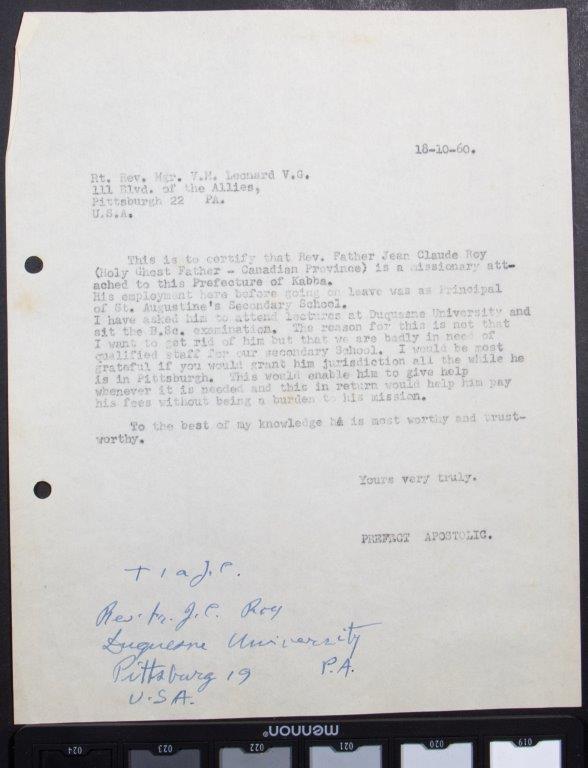 18-10-60.
Rt. Rev. Mgr. V.M. Leonard V.G.
111 Blvd. of the Allies,
Pittsburgh 22 PA.
U.S.A.
This is to certify that Rev. Father Jean Claude Roy
(Holy Ghost Father - Canadian Province) is a missionary att-
ached to this Prefecture of Kabba.
His employment here before going on leave was as Principal
of St. Augustine's Secondary School.
I have asked him to attend lectures at Duquesne University and
sit the B.Sc. examination. The reason for this is not that
I want to get rid of him but that we are badly in need of
qualified staff for our secondary School. I would be most
grateful if you would grant him jurisdiction all the while he
is in Pittsburgh. This would enable him to give help
whenever it is needed and this in return would help him pay
his fees without being a burden to his mission.
To the best of my knowledge he is most worthy and trust-
worthy.
Yours very truly.
PREFECT APOSTOLIC.
J.C.
Rev. Fr. J.C. Roy
Duquesne University
Pittsburg 19 P.A.
U.S.A.
mennon
024 023 022 021 020 019